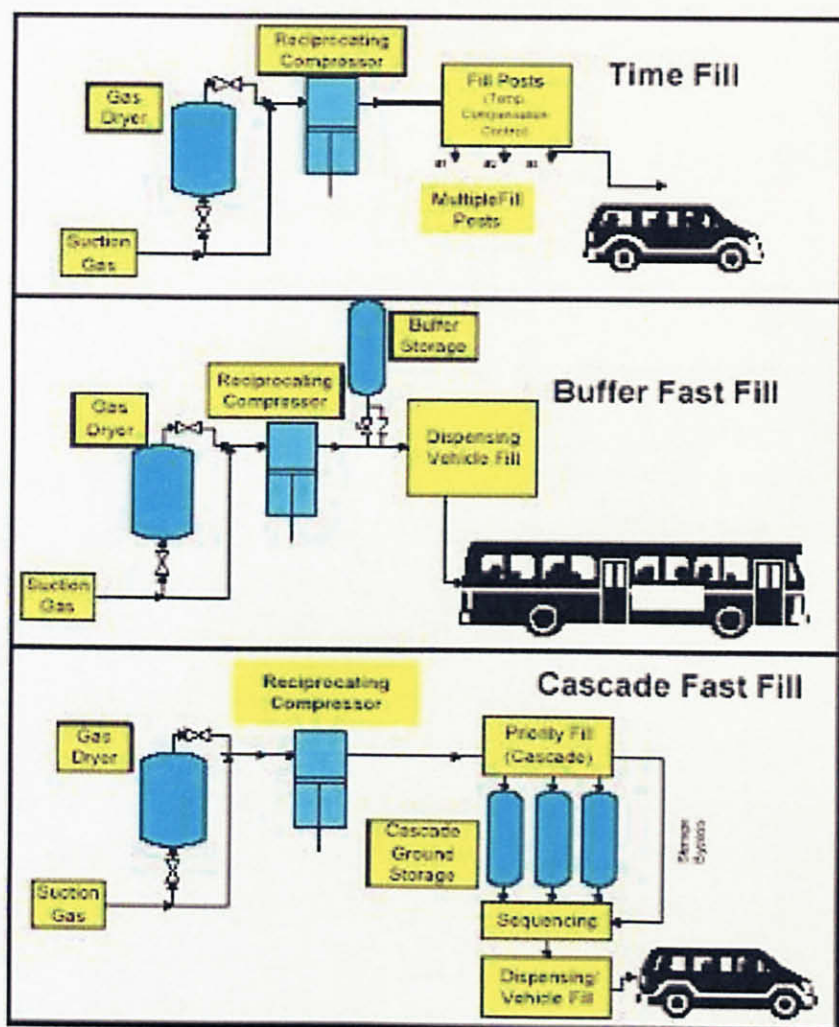 Reciprocating
Compressor
Time Fill
Gas
Dryer
Fill Posts
(Temp
Compensation
Control)
#1 #2 #3
MultipleFill
Posts
Suction
Gas
Buffer
Storage
Reciprocating
Compressor
Buffer Fast Fill
Gas
Dryer
Dispensing
Vehicle Fill
Suction
Gas
Reciprocating
Compressor
Cascade Fast Fill
Gas
Dryer
Priority Fill
(Cascade)
Storage
Bypass
Cascade
Ground
Storage
Suction
Gas
Sequencing
Dispensing/
Vehicle Fill